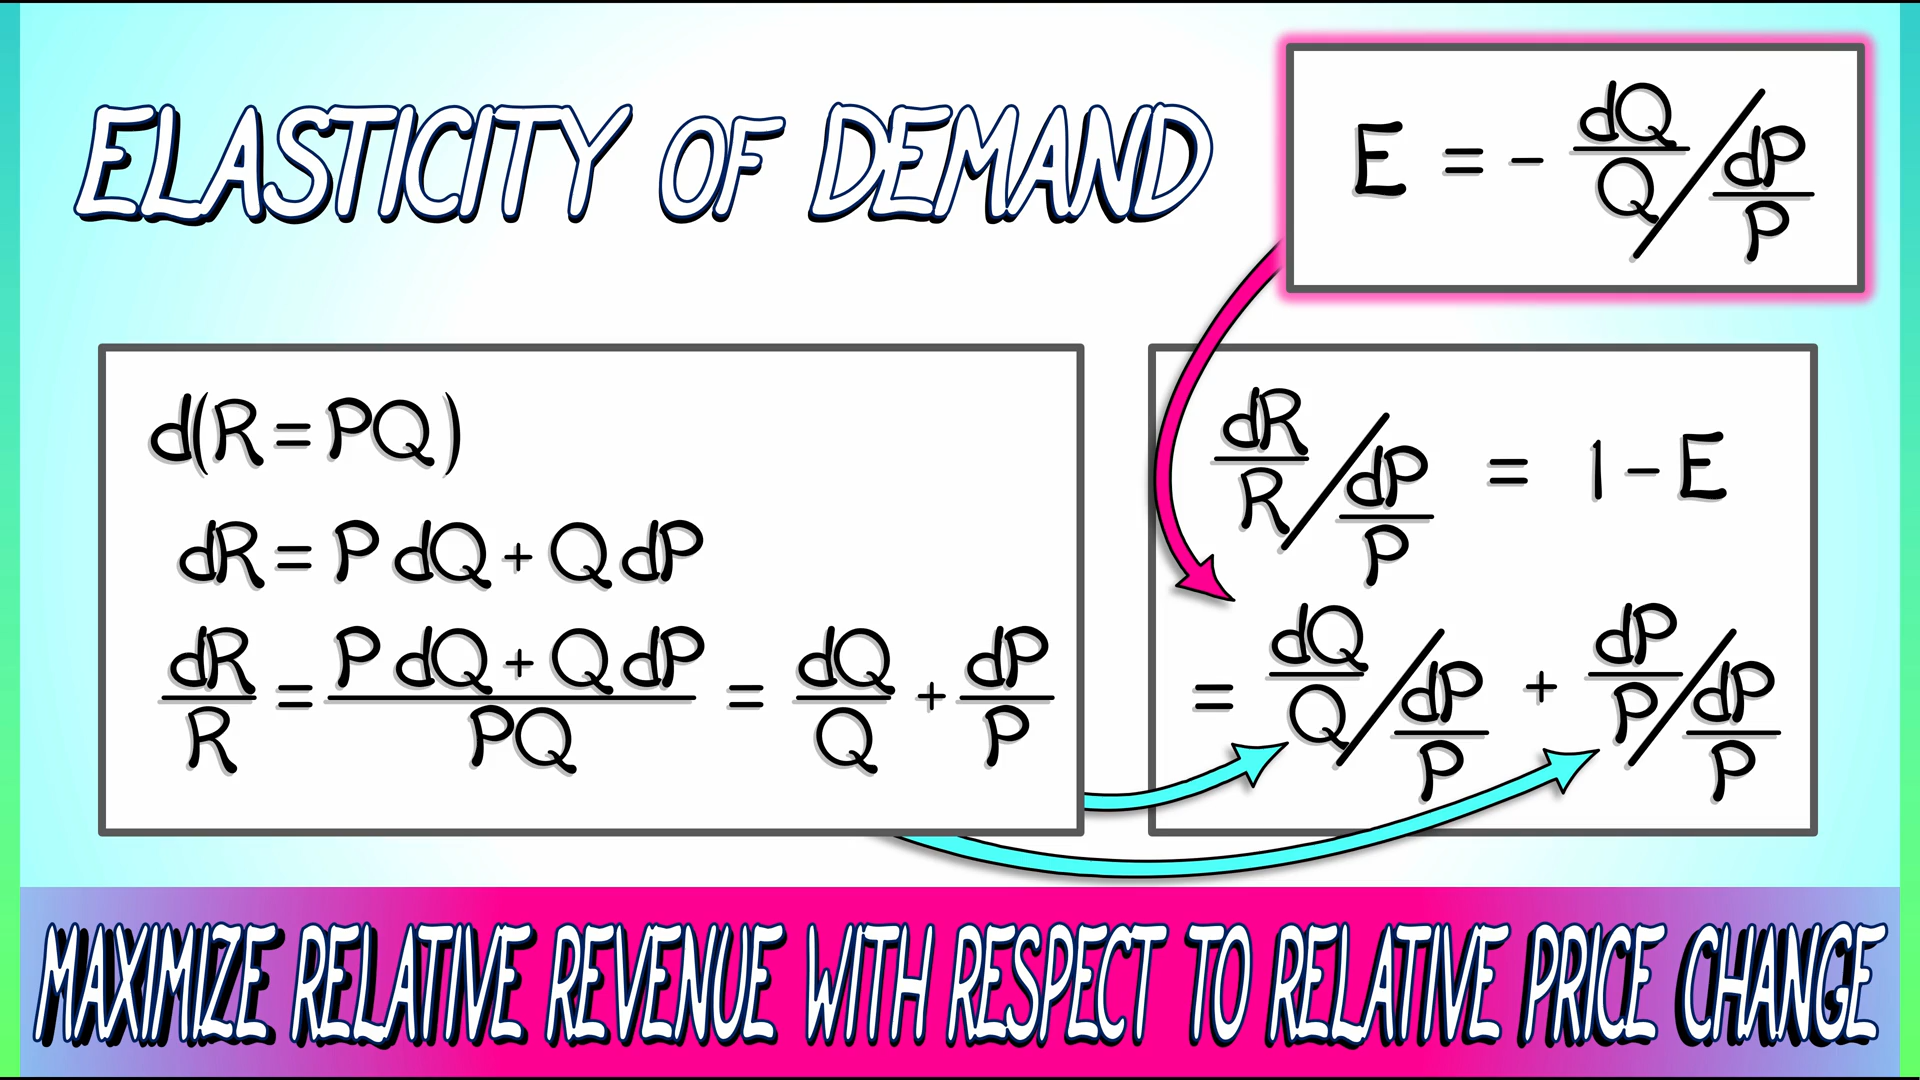 ELASTICITY OF DEMAND
E = - dQ/Q / dP/P
d(R = PQ)
dR = P dQ + Q dP
dR/R = P dQ + Q dP/PQ = dQ/Q + dP/P
dR/R / dP/P = 1 - E
= dQ/Q / dP/P + dP/P / dP/P
MAXIMIZE RELATIVE REVENUE WITH RESPECT TO RELATIVE PRICE CHANGE